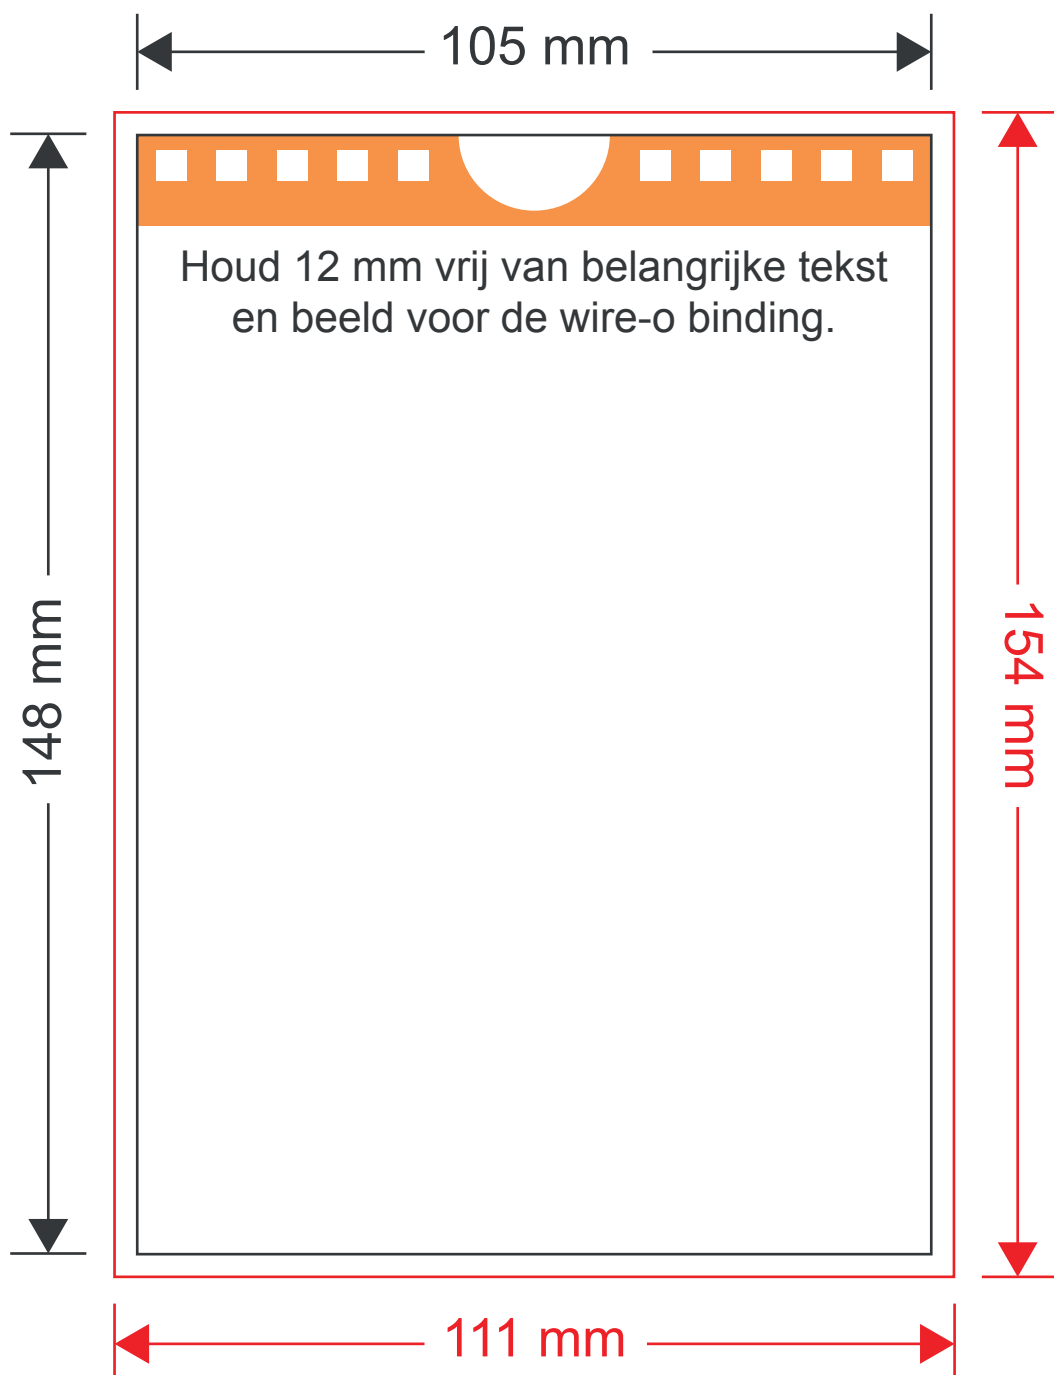 105 mm
Houd 12 mm vrij van belangrijke tekst
en beeld voor de wire-o binding.
148 mm
154 mm
111 mm